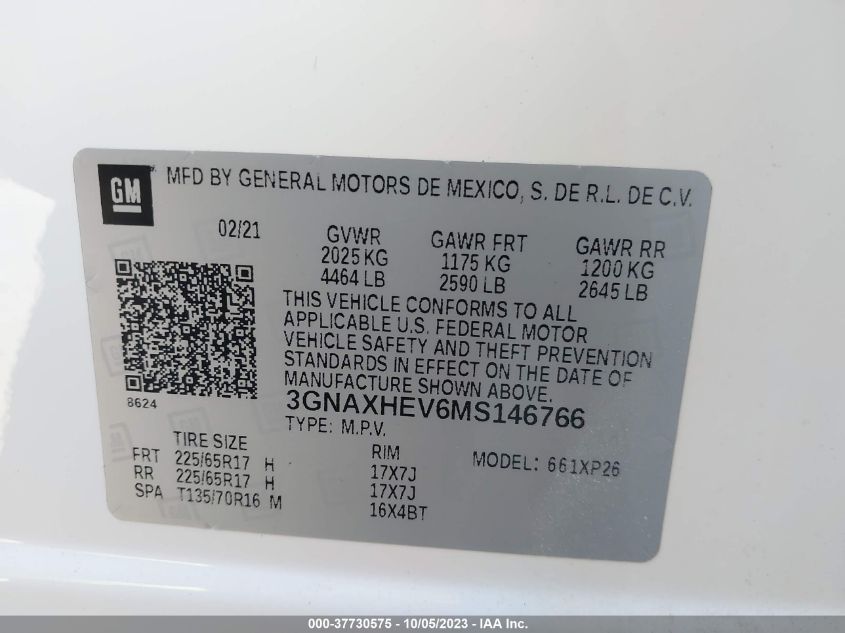 GM
MFD BY GENERAL MOTORS DE MEXICO, S. DE R.L. DE C.V.
02/21
GVWR GAWR FRT GAWR RR
2025 KG 1175 KG 1200 KG
4464 LB 2590 LB 2645 LB
THIS VEHICLE CONFORMS TO ALL
APPLICABLE U.S. FEDERAL MOTOR
VEHICLE SAFETY AND THEFT PREVENTION
STANDARDS IN EFFECT ON THE DATE OF
MANUFACTURE SHOWN ABOVE.
8624
3GNAXHEV6MS146766
TYPE: M.P.V.
TIRE SIZE RIM MODEL: 661XP26
FRT 225/65R17 H 17X7J
RR 225/65R17 H 17X7J
SPA T135/70R16 M 16X4BT
000-37730575 - 10/05/2023 - IAA Inc.